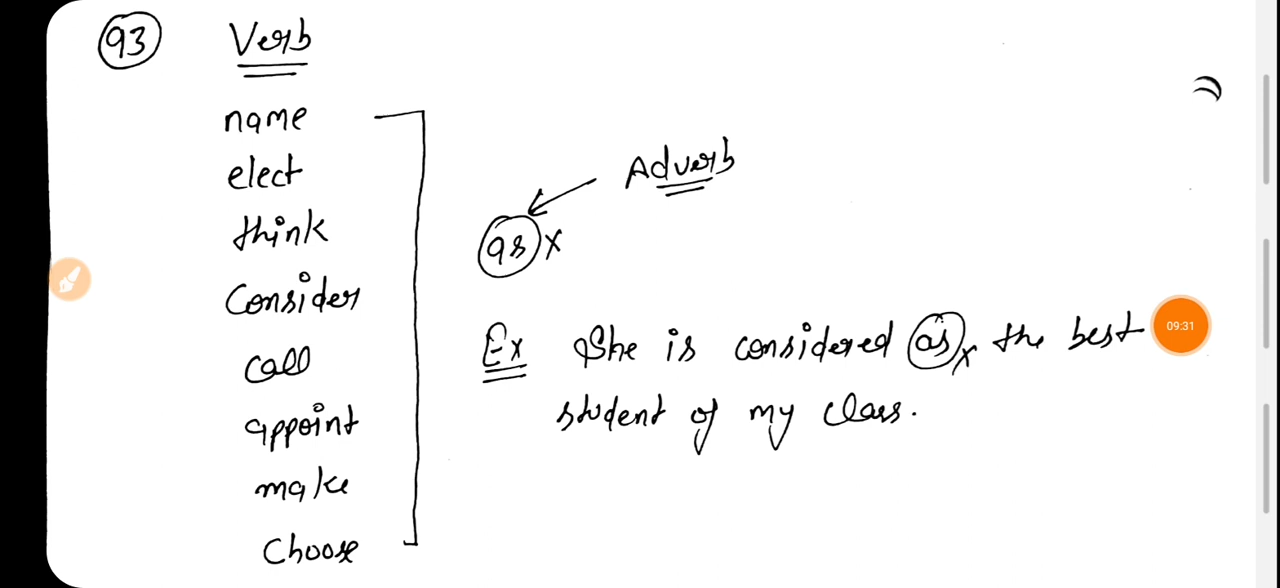 93 Verb
name
elect
think
Consider
Call
appoint
make
Choose
Adverb
as x
Ex She is considered as x the best
student of my class.
09:31